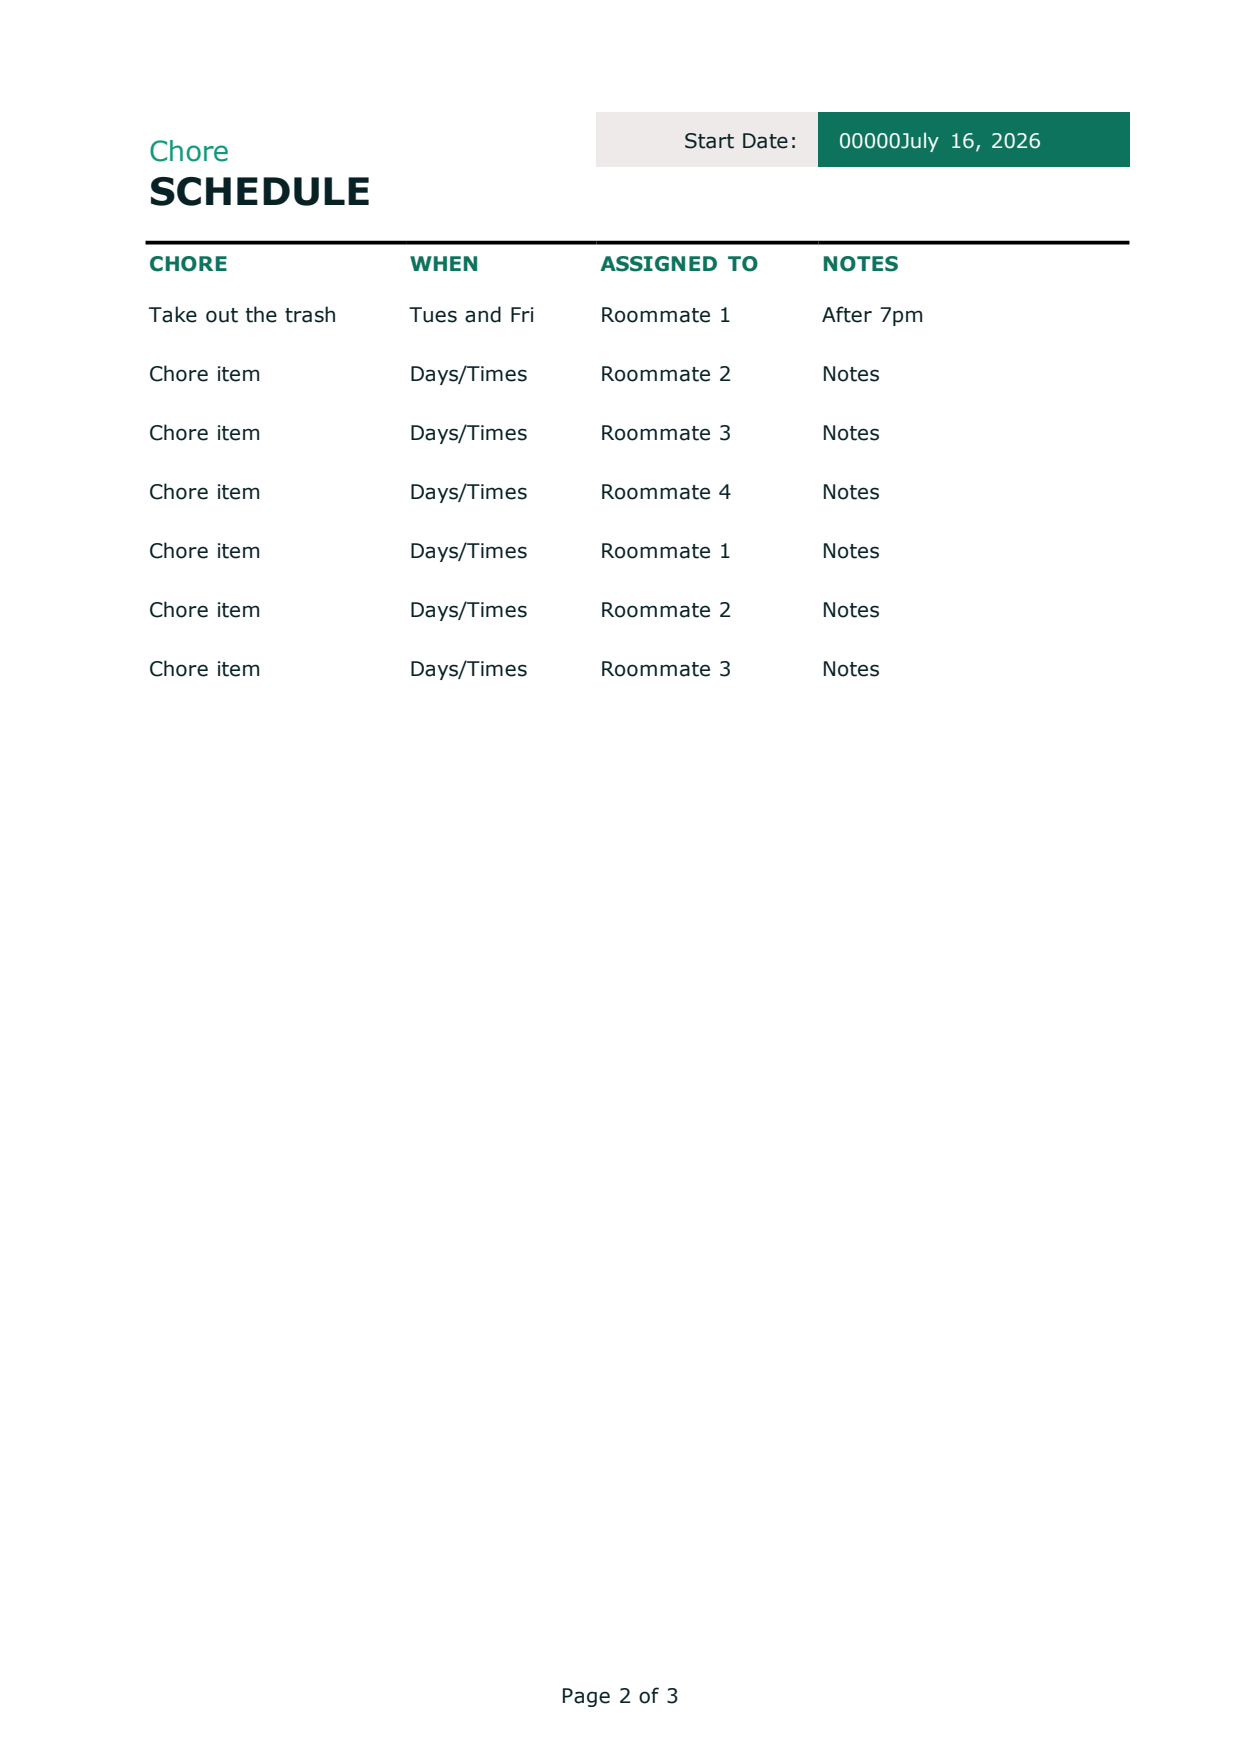 Start Date: 00000July 16, 2026
Chore
SCHEDULE
CHORE WHEN ASSIGNED TO NOTES
Take out the trash Tues and Fri Roommate 1 After 7pm
Chore item Days/Times Roommate 2 Notes
Chore item Days/Times Roommate 3 Notes
Chore item Days/Times Roommate 4 Notes
Chore item Days/Times Roommate 1 Notes
Chore item Days/Times Roommate 2 Notes
Chore item Days/Times Roommate 3 Notes
Page 2 of 3